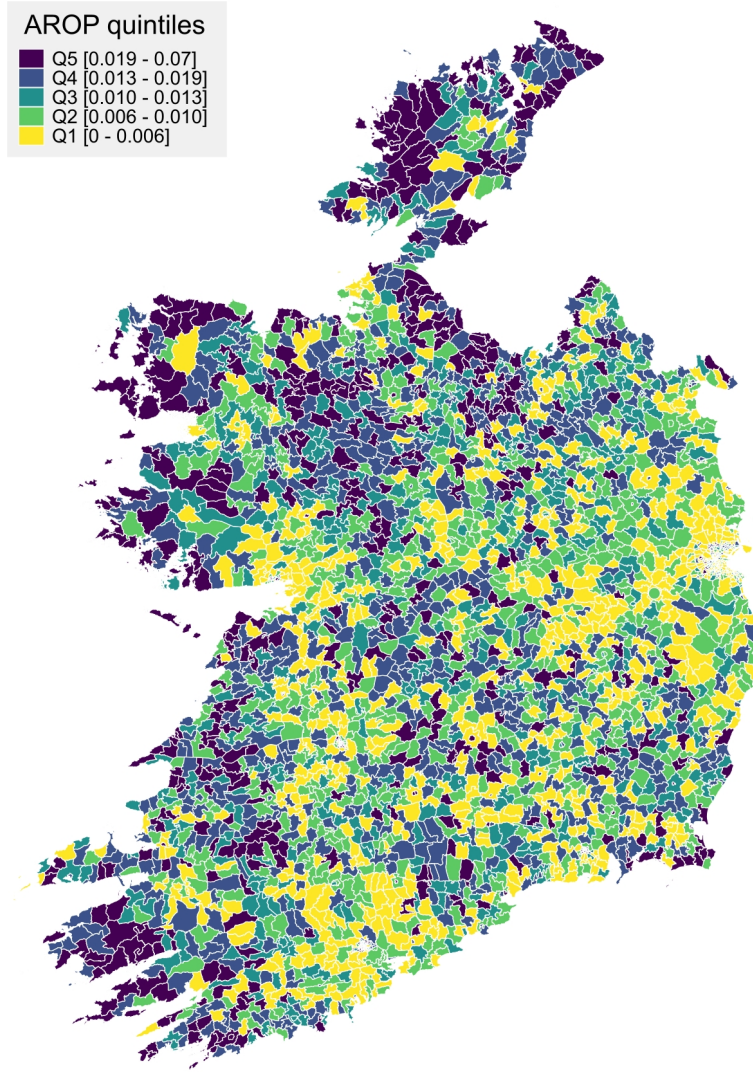 AROP quintiles
Q5 [0.019 - 0.07]
Q4 [0.013 - 0.019]
Q3 [0.010 - 0.013]
Q2 [0.006 - 0.010]
Q1 [0 - 0.006]